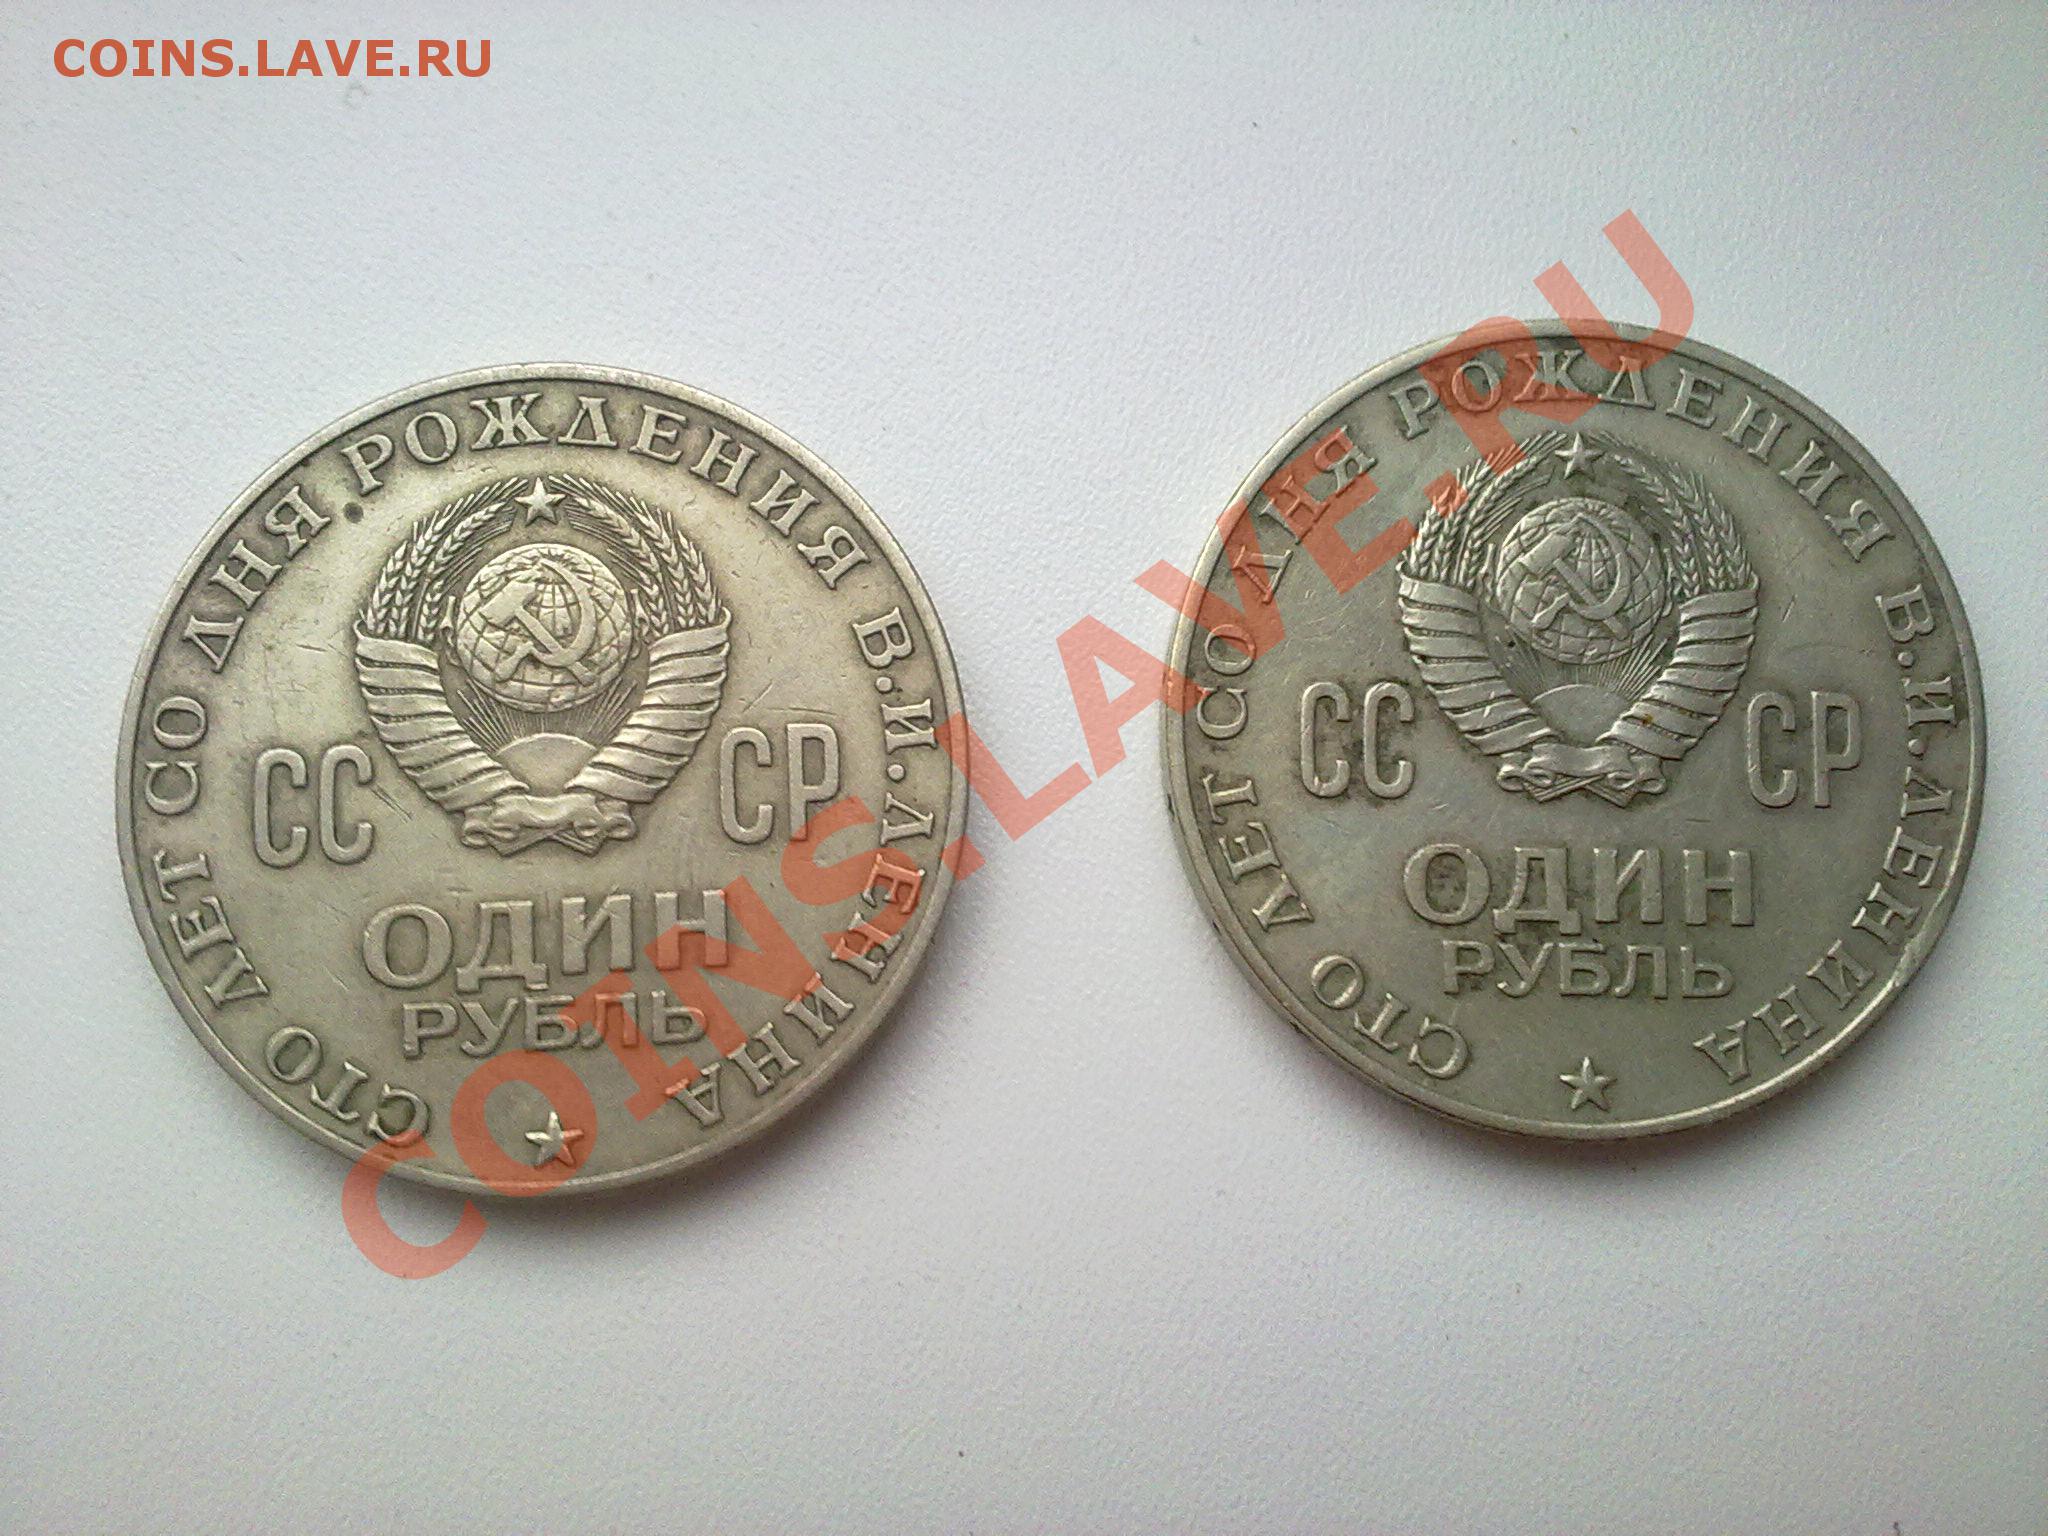 COINS.LAVE.RU
СТО ЛЕТ СО ДНЯ РОЖДЕНИЯ В.И.ЛЕНИНА
СС СР
ОДИН
РУБЛЬ
СТО ЛЕТ СО ДНЯ РОЖДЕНИЯ В.И.ЛЕНИНА
СС СР
ОДИН
РУБЛЬ
COINS.LAVE.RU